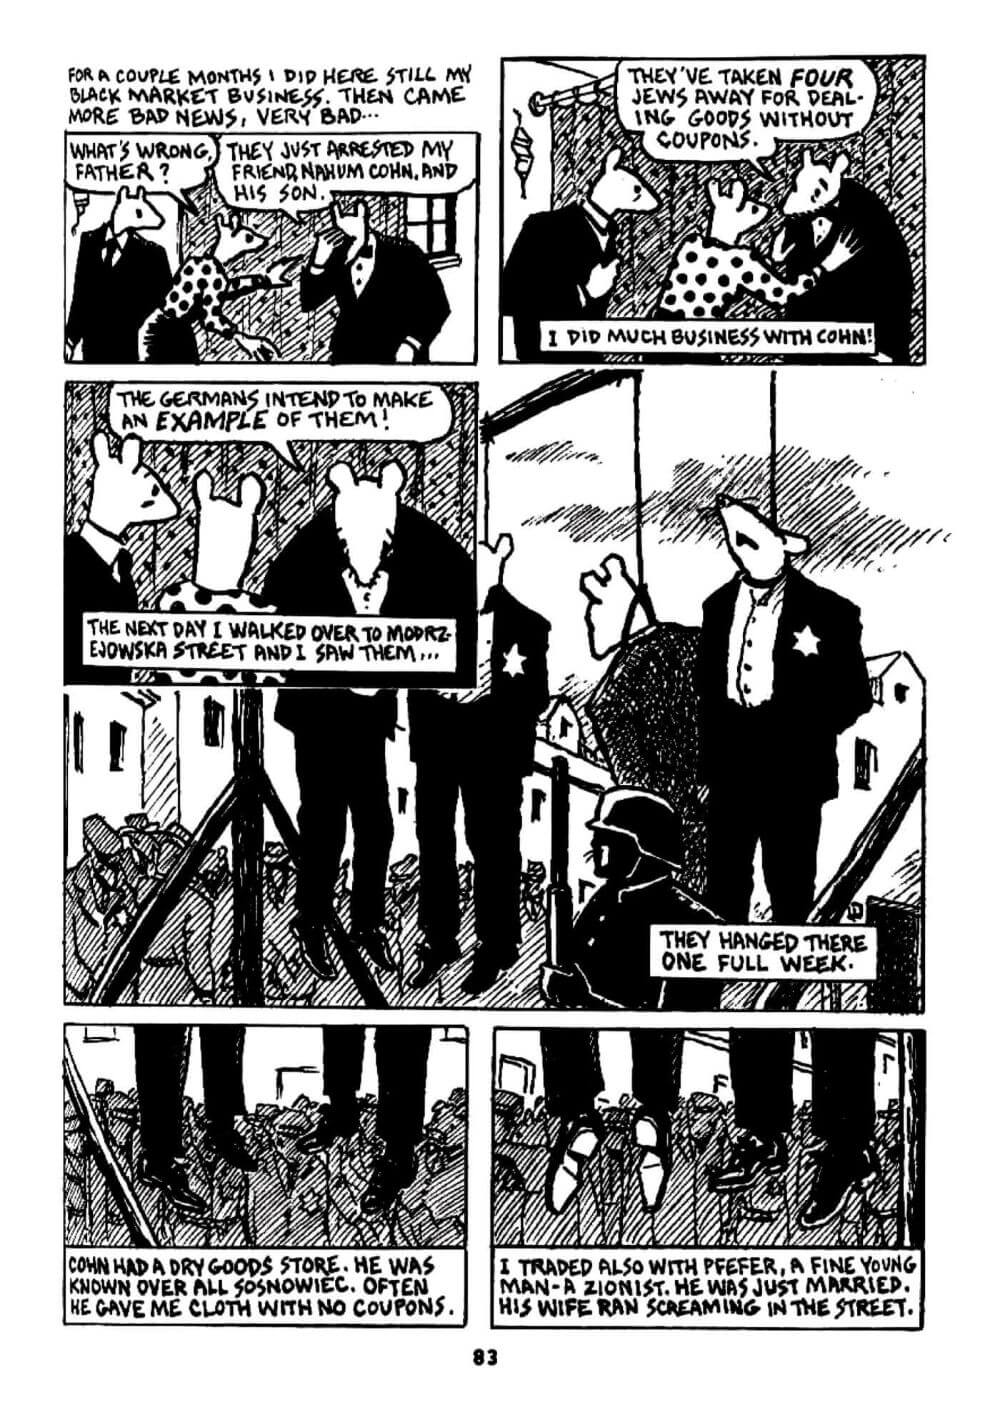 FOR A COUPLE MONTHS I DID HERE STILL MY
BLACK MARKET BUSINESS. THEN CAME
MORE BAD NEWS, VERY BAD...
WHAT'S WRONG,
FATHER?
THEY JUST ARRESTED MY
FRIEND, NAHUM COHN, AND
HIS SON.
THEY'VE TAKEN FOUR
JEWS AWAY FOR DEAL-
ING GOODS WITHOUT
COUPONS.
I DID MUCH BUSINESS WITH COHN!
THE GERMANS INTEND TO MAKE
AN EXAMPLE OF THEM!
THE NEXT DAY I WALKED OVER TO MODRZ-
EJOWSKA STREET AND I SAW THEM...
THEY HANGED THERE
ONE FULL WEEK.
COHN HAD A DRY GOODS STORE. HE WAS
KNOWN OVER ALL SOSNOWIEC. OFTEN
HE GAVE ME CLOTH WITH NO COUPONS.
I TRADED ALSO WITH PFEFER, A FINE YOUNG
MAN-A ZIONIST. HE WAS JUST MARRIED.
HIS WIFE RAN SCREAMING IN THE STREET.
83